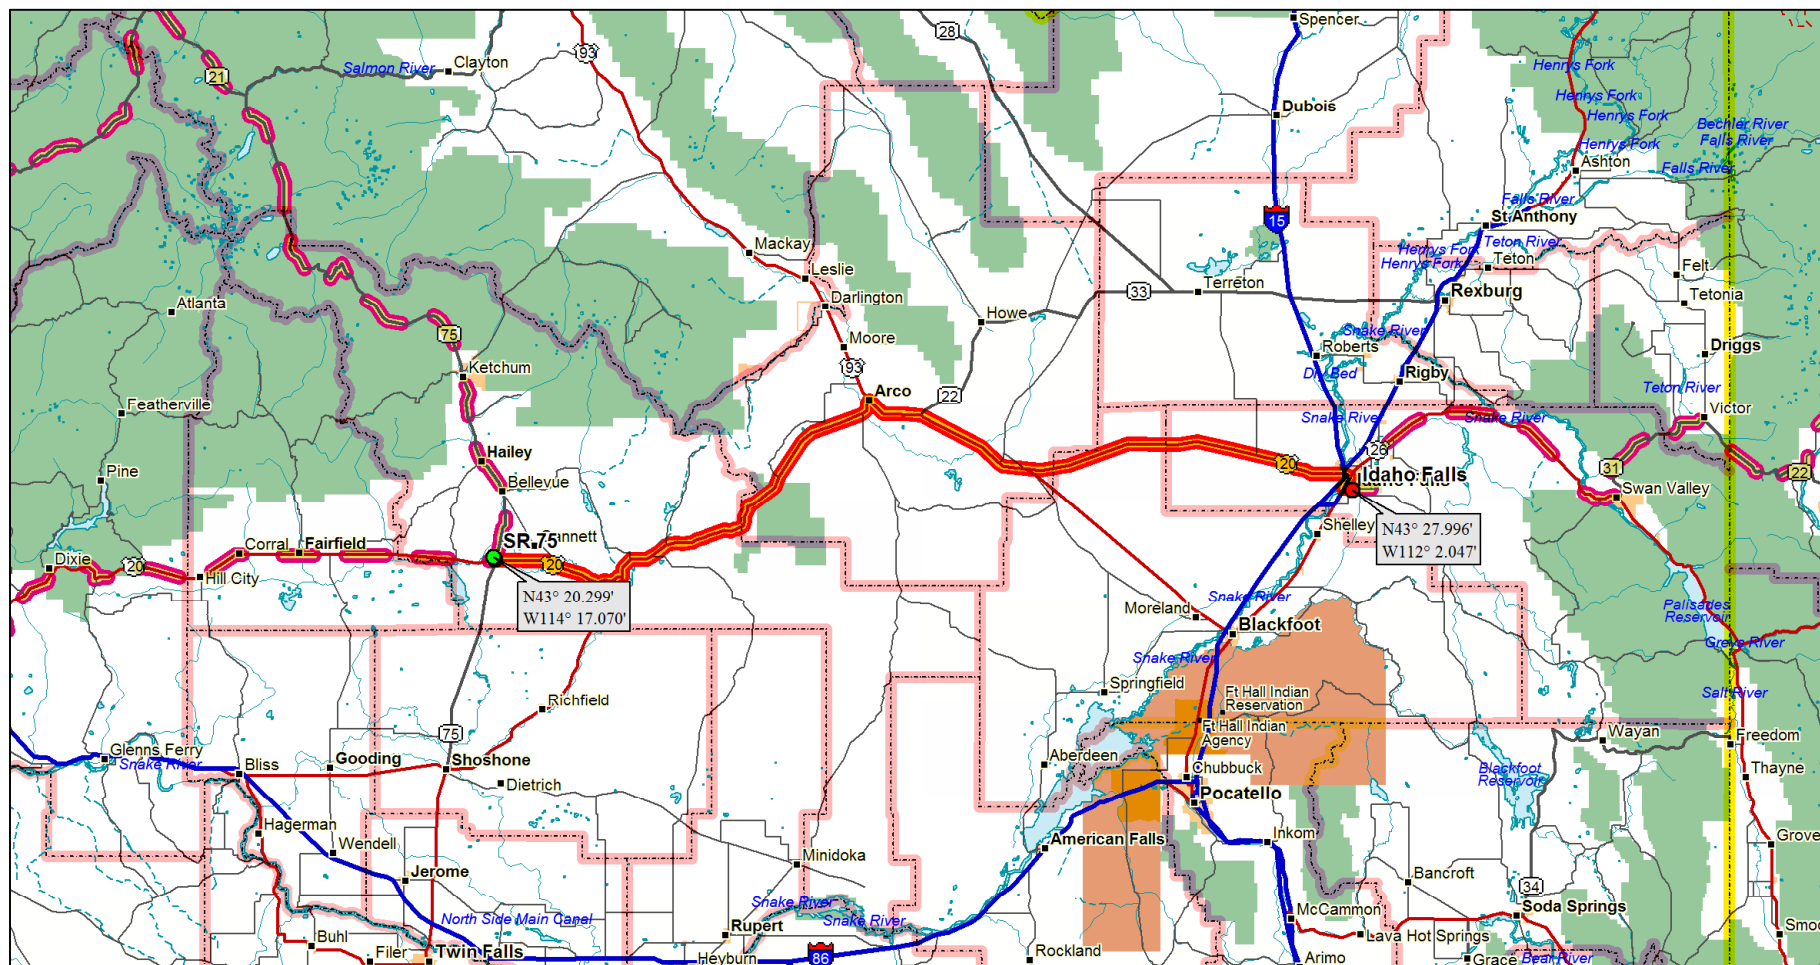 Spencer
28
93
Salmon River
Clayton
21
Henrys Fork
Henrys Fork
Dubois
Henrys Fork
Bechler River
Falls River
Henrys Fork
Ashton
Falls River
Falls River
15
St Anthony
Teton River
Mackay
Henrys Fork
Henrys Fork
Teton
Leslie
Felt
Terreton
33
Rexburg
Tetonia
Atlanta
Darlington
Howe
75
Moore
Snake River
Roberts
Driggs
Ketchum
93
Dry Bed
Rigby
Arco
22
Teton River
Featherville
Victor
Snake River
Snake River
26
Hailey
20
31
22
Pine
Idaho Falls
Bellevue
Swan Valley
Shelley
N43° 27.996'
W112° 2.047'
SR 75
Corral
Fairfield
Dixie
20
20
Hill City
N43° 20.299'
W114° 17.070'
Snake River
Moreland
Palisades
Reservoir
Blackfoot
Greys River
Snake River
Springfield
Ft Hall Indian
Reservation
Salt River
Richfield
Ft Hall Indian
Agency
75
Wayan
Freedom
Glenns Ferry
Snake River
Bliss
Gooding
Shoshone
Aberdeen
Chubbuck
Blackfoot
Reservoir
Thayne
Dietrich
Pocatello
Hagerman
Wendell
American Falls
Inkom
Grove
Minidoka
Jerome
Bancroft
34
Snake River
Snake River
North Side Main Canal
McCammon
Soda Springs
Rupert
Lava Hot Springs
Smoo
Buhl
Filer
Twin Falls
Heyburn
86
Rockland
Arimo
Grace
Bear River